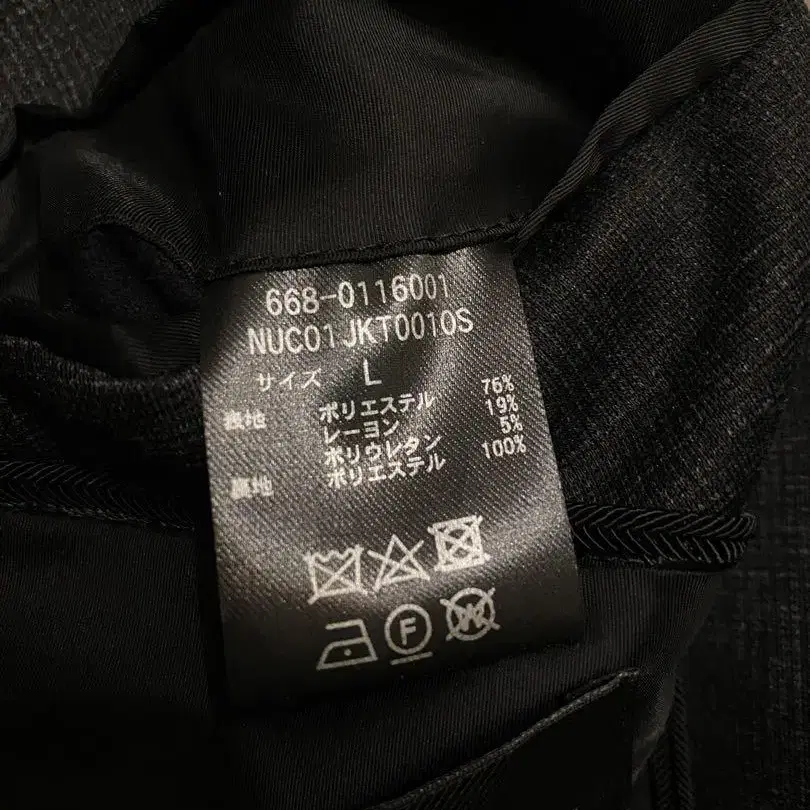 668-0116001
NUC01JKT0010S
サイズ L
表地 ポリエステル 76%
レーヨン 19%
ポリウレタン 5%
裏地 ポリエステル 100%
F
W